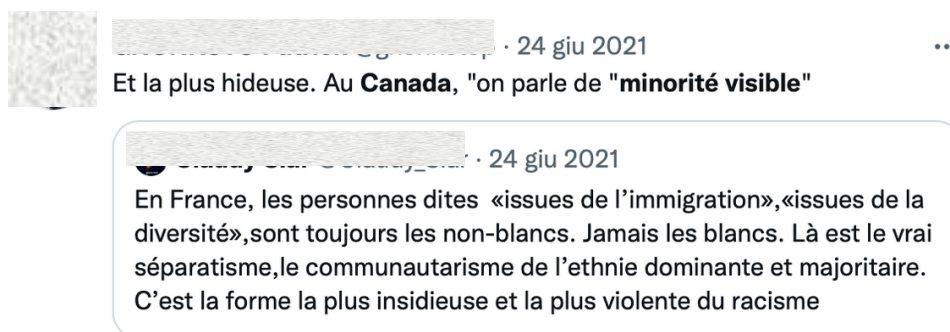 · 24 giu 2021
Et la plus hideuse. Au Canada, "on parle de "minorité visible"
· 24 giu 2021
En France, les personnes dites «issues de l’immigration»,«issues de la
diversité»,sont toujours les non-blancs. Jamais les blancs. Là est le vrai
séparatisme,le communautarisme de l’ethnie dominante et majoritaire.
C’est la forme la plus insidieuse et la plus violente du racisme